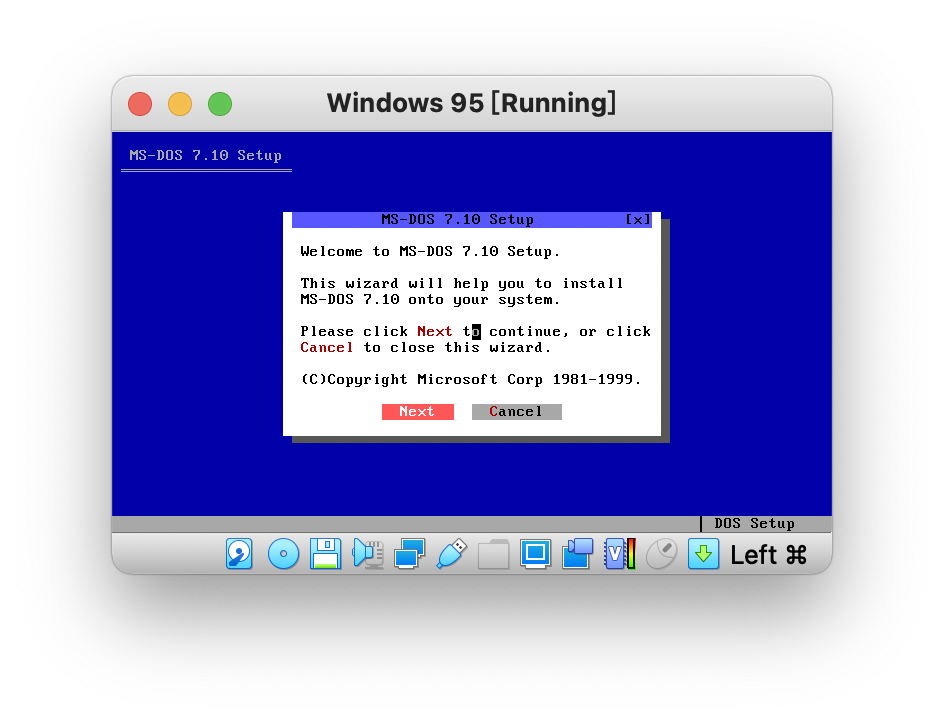 Windows 95 [Running]
MS-DOS 7.10 Setup
MS-DOS 7.10 Setup [x]
Welcome to MS-DOS 7.10 Setup.
This wizard will help you to install
MS-DOS 7.10 onto your system.
Please click Next to continue, or click
Cancel to close this wizard.
(C)Copyright Microsoft Corp 1981-1999.
Next Cancel
DOS Setup
V
Left ⌘